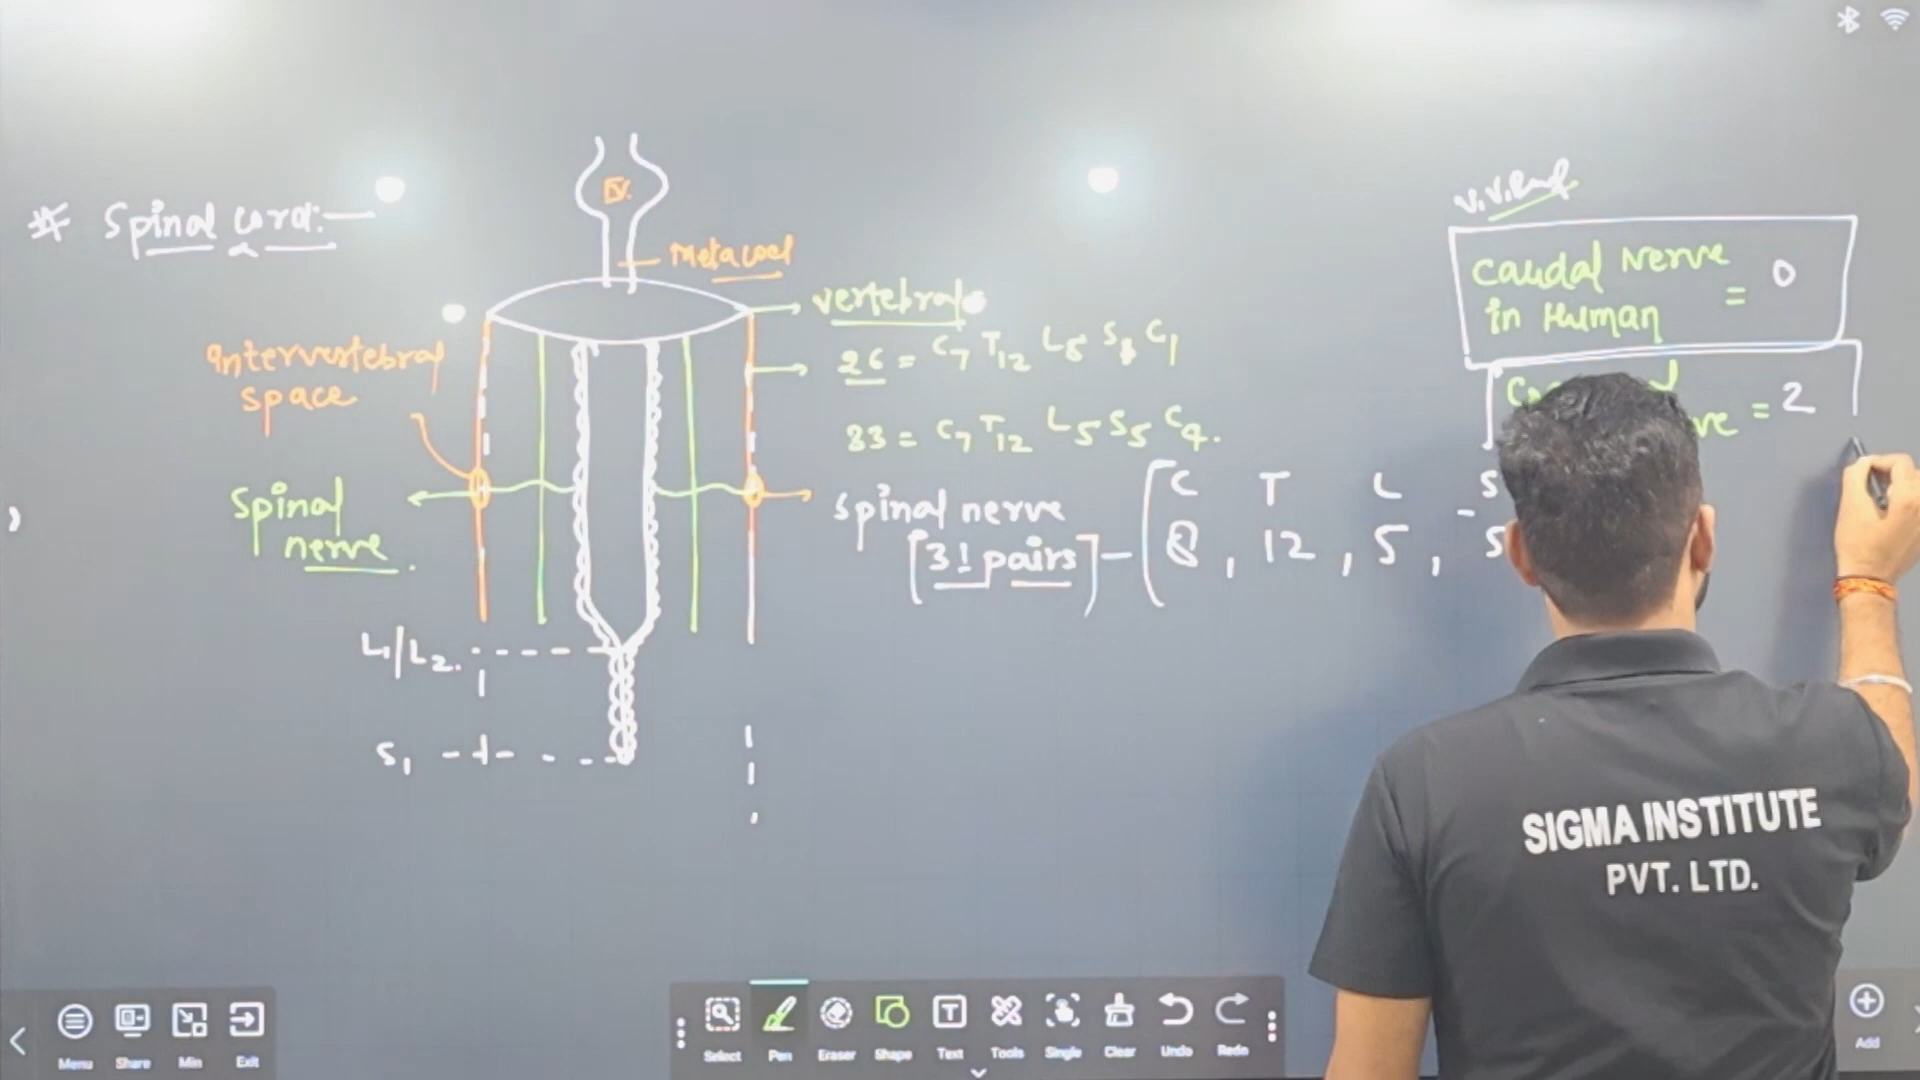 # Spinal Cord:-
IV.
Metacoel
vertebral
26 = C7 T12 L5 S1 C1
33 = C7 T12 L5 S5 C4.
intervertebral
space
Spinal
nerve.
Spinal nerve
[31 pairs] - [
C T L S
8, 12, 5, 5
L1/L2.
S1
Caudal Nerve
in Human = 0
= 2
SIGMA INSTITUTE
PVT. LTD.
Menu Share Min Exit
Select Pen Eraser Shape Text Tools Single Clear Undo Redo
Add